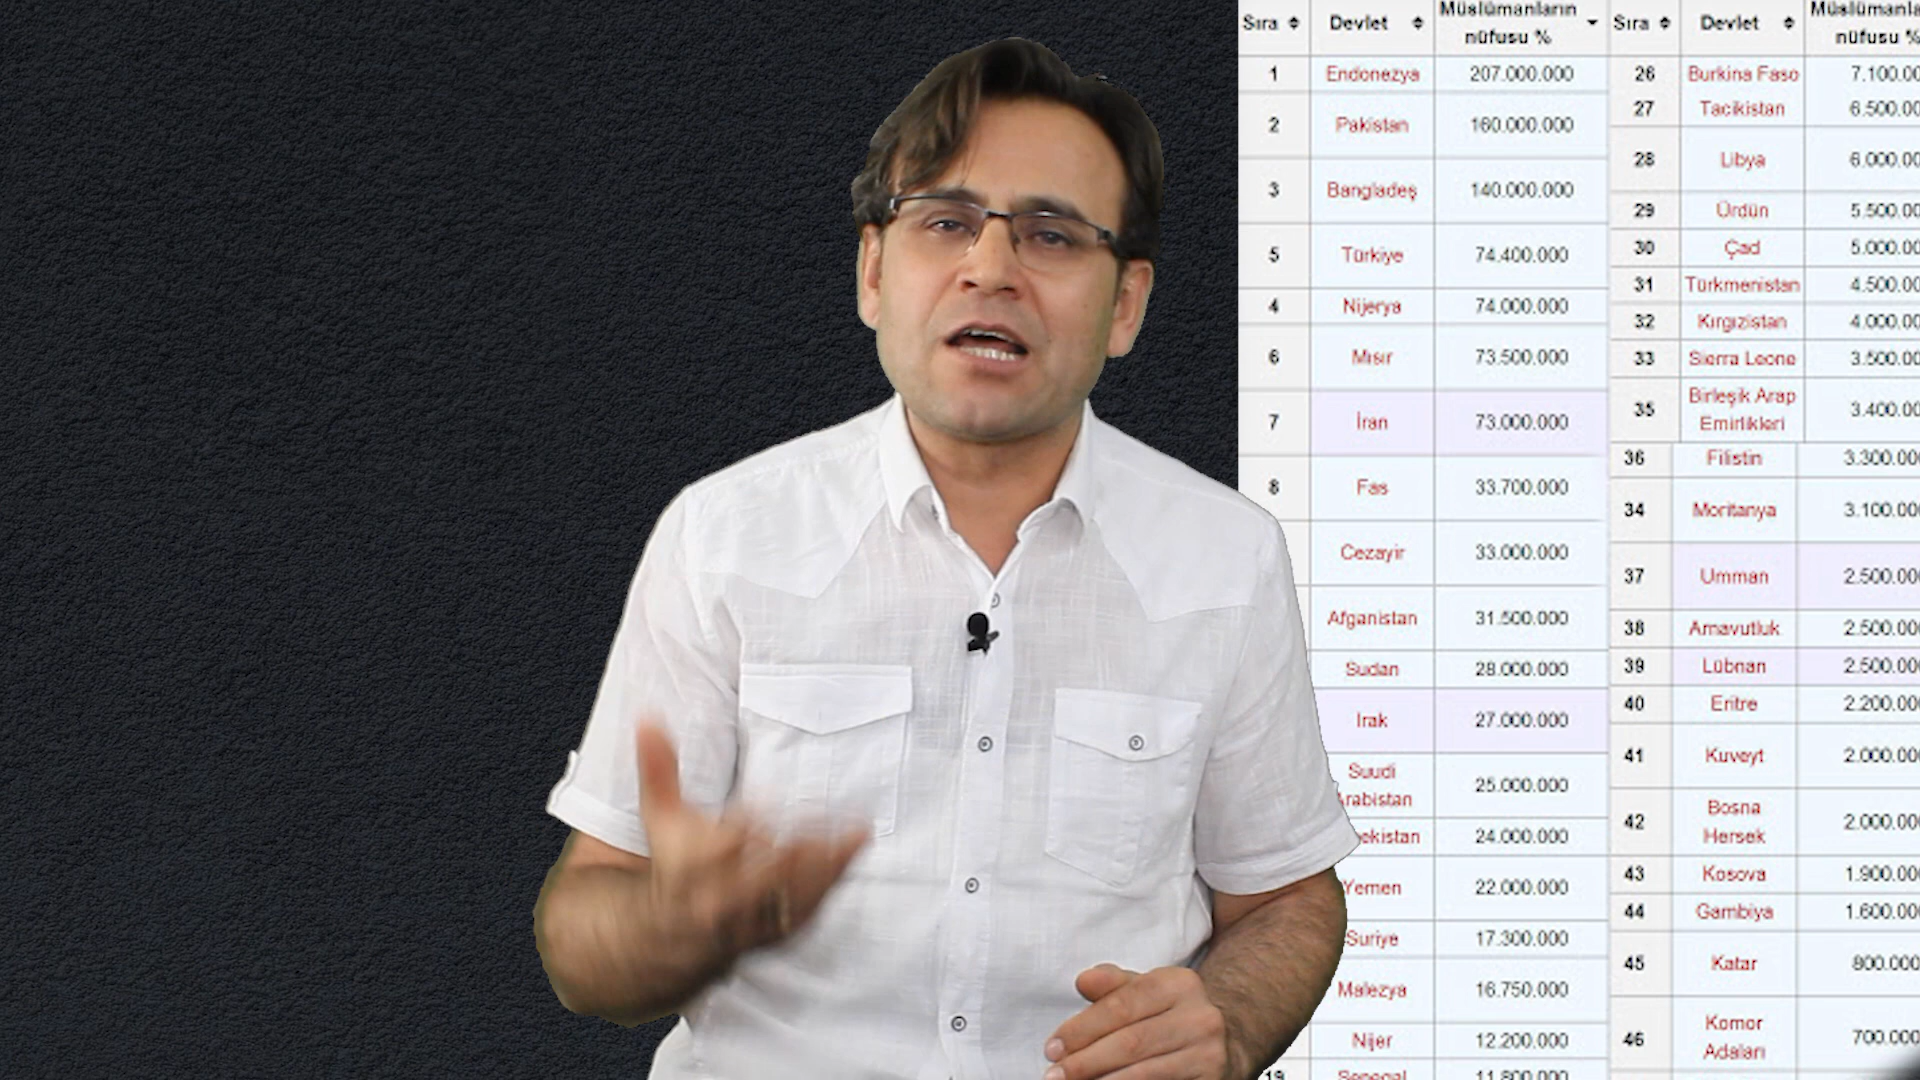 Sıra Devlet Müslümanların nüfusu %
1 Endonezya 207.000.000
2 Pakistan 160.000.000
3 Bangladeş 140.000.000
5 Türkiye 74.400.000
4 Nijerya 74.000.000
6 Mısır 73.500.000
7 İran 73.000.000
8 Fas 33.700.000
Cezayir 33.000.000
Afganistan 31.500.000
Sudan 28.000.000
Irak 27.000.000
Suudi
rabistan 25.000.000
ekistan 24.000.000
Yemen 22.000.000
Suriye 17.300.000
Malezya 16.750.000
Nijer 12.200.000
19 Senegal 11.800.000
Sıra Devlet Müslümanla nüfusu %
26 Burkina Faso 7.100.00
27 Tacikistan 6.500.00
28 Libya 6.000.00
29 Ürdün 5.500.00
30 Çad 5.000.00
31 Türkmenistan 4.500.00
32 Kırgızistan 4.000.00
33 Sierra Leone 3.500.00
35 Birleşik Arap
Emirlikleri 3.400.00
36 Filistin 3.300.00
34 Moritanya 3.100.00
37 Umman 2.500.00
38 Arnavutluk 2.500.00
39 Lübnan 2.500.00
40 Eritre 2.200.00
41 Kuveyt 2.000.00
42 Bosna
Hersek 2.000.00
43 Kosova 1.900.00
44 Gambiya 1.600.00
45 Katar 800.000
46 Komor
Adaları 700.000